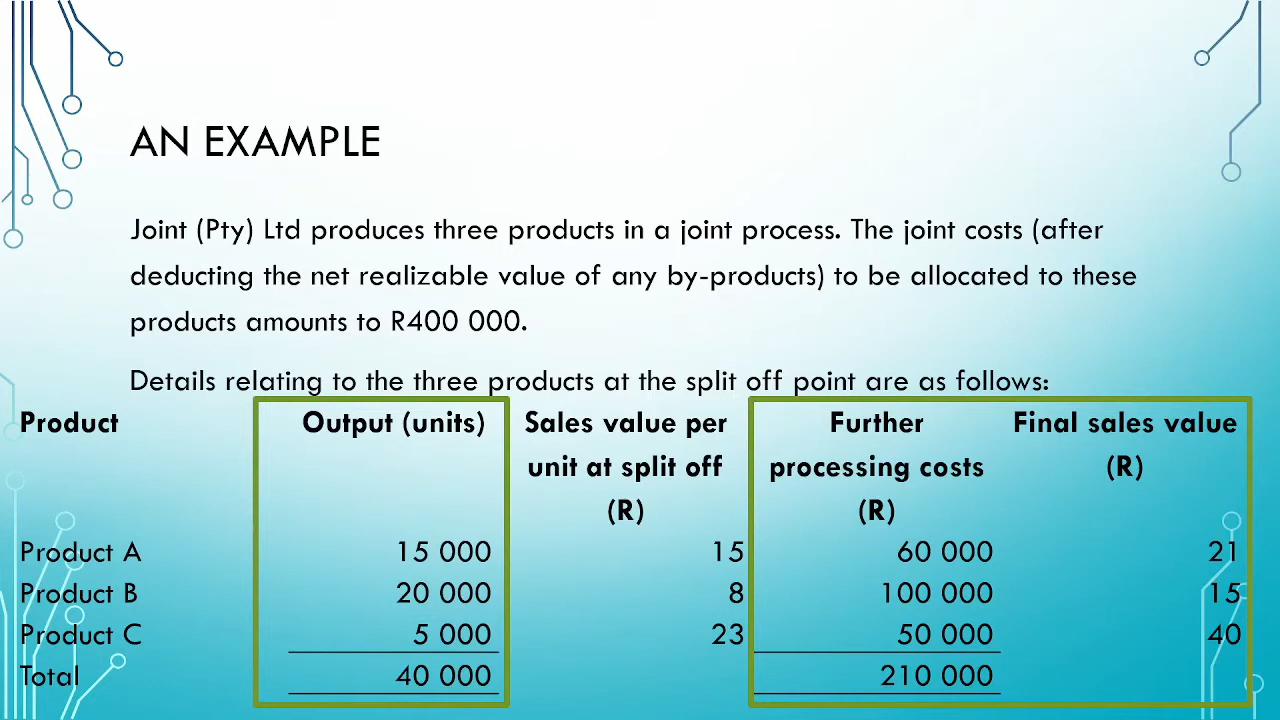 AN EXAMPLE
Joint (Pty) Ltd produces three products in a joint process. The joint costs (after
deducting the net realizable value of any by-products) to be allocated to these
products amounts to R400 000.
Details relating to the three products at the split off point are as follows:
Product Output (units) Sales value per Further Final sales value
unit at split off processing costs (R)
(R) (R)
Product A 15 000 15 60 000 21
Product B 20 000 8 100 000 15
Product C 5 000 23 50 000 40
Total 40 000 210 000